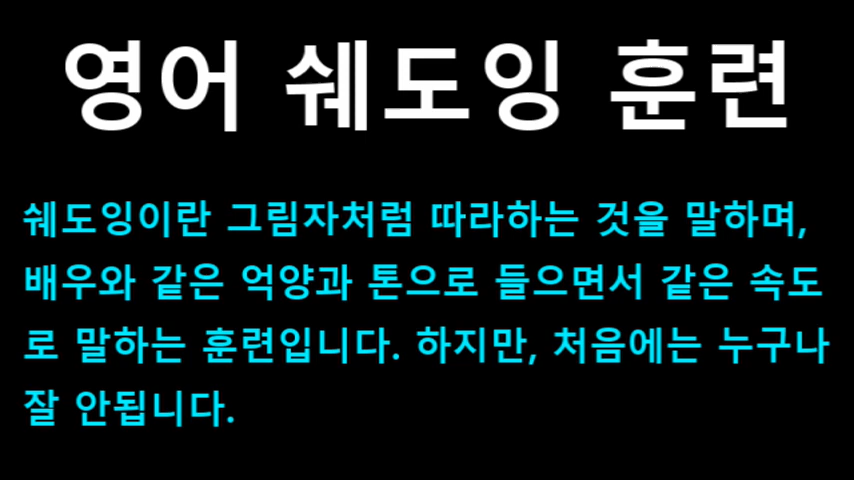 영어 쉐도잉 훈련
쉐도잉이란 그림자처럼 따라하는 것을 말하며,
배우와 같은 억양과 톤으로 들으면서 같은 속도
로 말하는 훈련입니다. 하지만, 처음에는 누구나
잘 안됩니다.